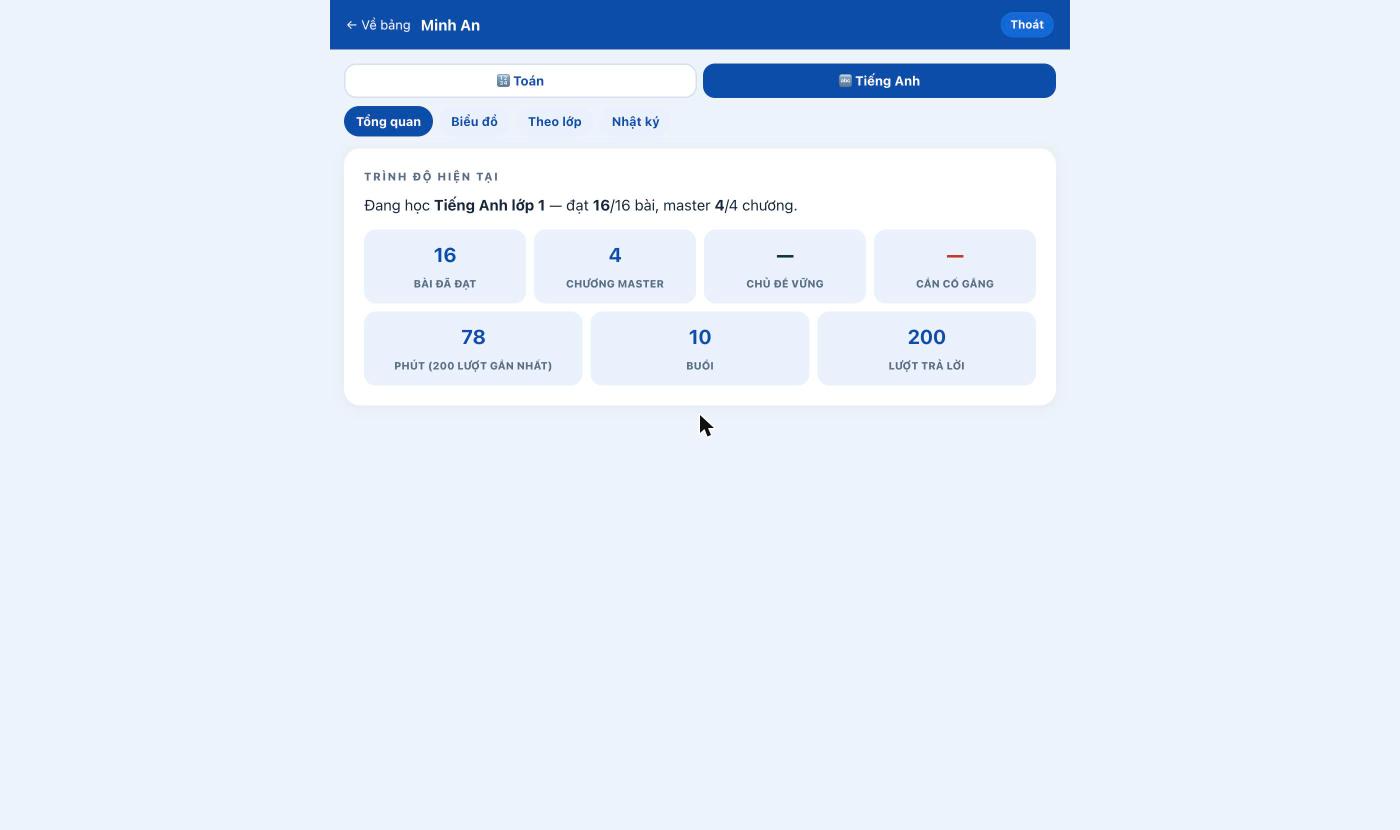 ← Về bảng Minh An Thoát
🔢 Toán 🔤 Tiếng Anh
Tổng quan Biểu đồ Theo lớp Nhật ký
TRÌNH ĐỘ HIỆN TẠI
Đang học Tiếng Anh lớp 1 — đạt 16/16 bài, master 4/4 chương.
16 4 — —
BÀI ĐÃ ĐẠT CHƯƠNG MASTER CHỦ ĐỀ VỮNG CẦN CỐ GẮNG
78 10 200
PHÚT (200 LƯỢT GẦN NHẤT) BUỔI LƯỢT TRẢ LỜI